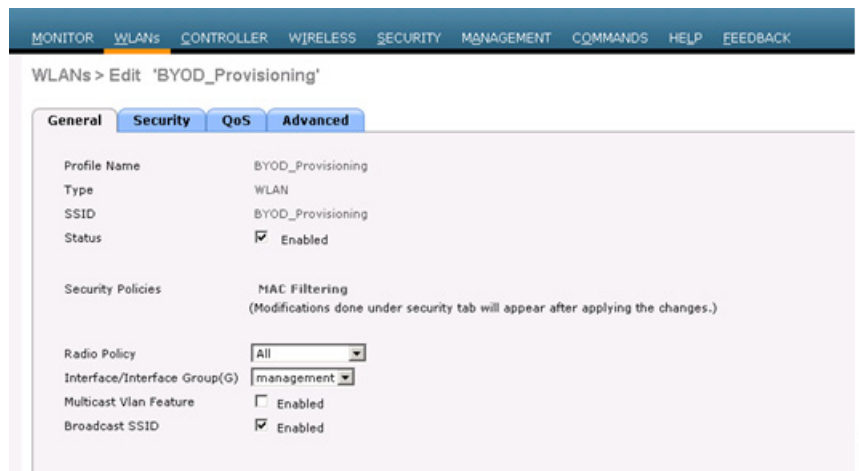 MONITOR WLANs CONTROLLER WIRELESS SECURITY MANAGEMENT COMMANDS HELP FEEDBACK
WLANs > Edit 'BYOD_Provisioning'
General Security QoS Advanced
Profile Name BYOD_Provisioning
Type WLAN
SSID BYOD_Provisioning
Status Enabled
Security Policies MAC Filtering
(Modifications done under security tab will appear after applying the changes.)
Radio Policy All
Interface/Interface Group(G) management
Multicast Vlan Feature Enabled
Broadcast SSID Enabled